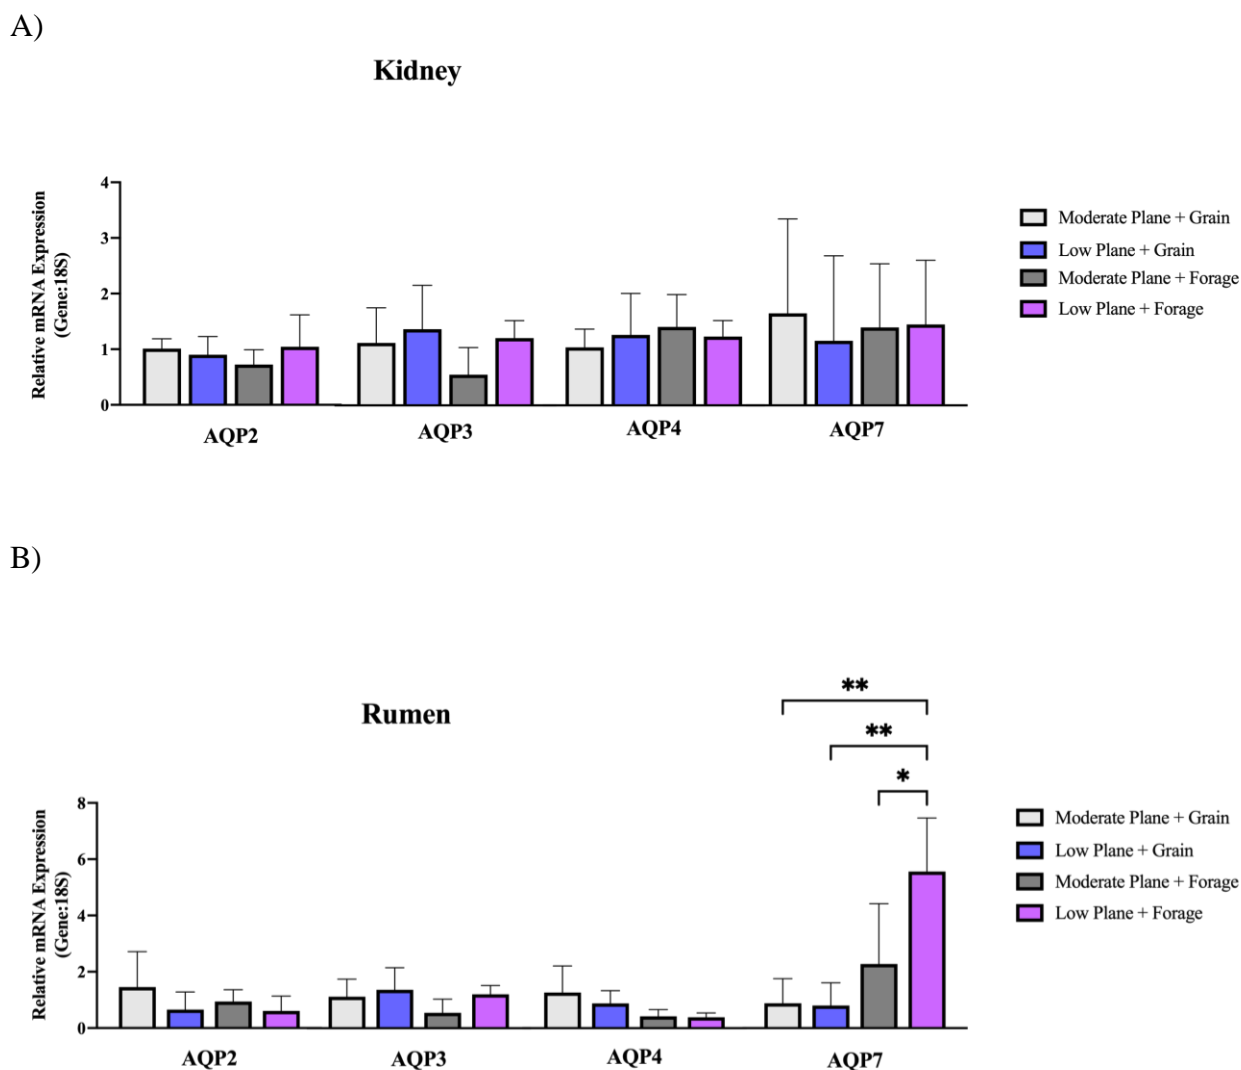 A)
Kidney
Relative mRNA Expression
(Gene:18S)
4
3
2
1
0
AQP2 AQP3 AQP4 AQP7
Moderate Plane + Grain
Low Plane + Grain
Moderate Plane + Forage
Low Plane + Forage
B)
Rumen
**
**
*
Relative mRNA Expression
(Gene:18S)
8
6
4
2
0
AQP2 AQP3 AQP4 AQP7
Moderate Plane + Grain
Low Plane + Grain
Moderate Plane + Forage
Low Plane + Forage